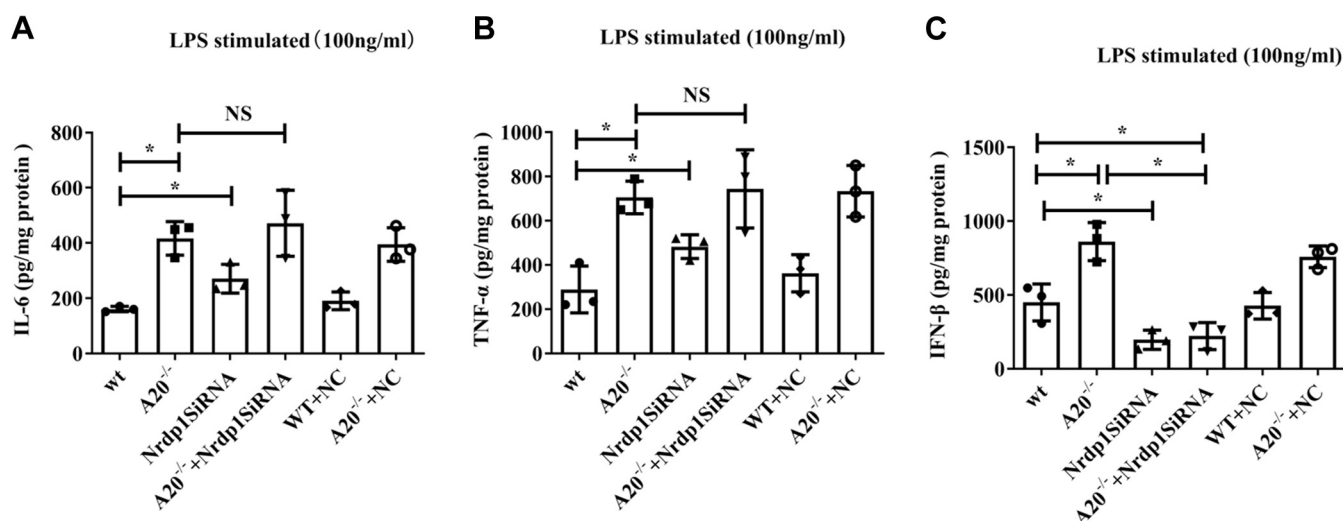 A
LPS stimulated (100ng/ml)
NS
*
*
IL-6 (pg/mg protein )
800
600
400
200
0
wt
A20⁻/⁻
Nrdp1SiRNA
A20⁻/⁻+Nrdp1SiRNA
WT+NC
A20⁻/⁻+NC
B
LPS stimulated (100ng/ml)
NS
*
*
TNF-α (pg/mg protein )
1000
800
600
400
200
0
wt
A20⁻/⁻
Nrdp1SiRNA
A20⁻/⁻+Nrdp1SiRNA
WT+NC
A20⁻/⁻+NC
C
LPS stimulated (100ng/ml)
*
* *
*
IFN-β (pg/mg protein )
1500
1000
500
0
wt
A20⁻/⁻
Nrdp1SiRNA
A20⁻/⁻+Nrdp1SiRNA
WT+NC
A20⁻/⁻+NC